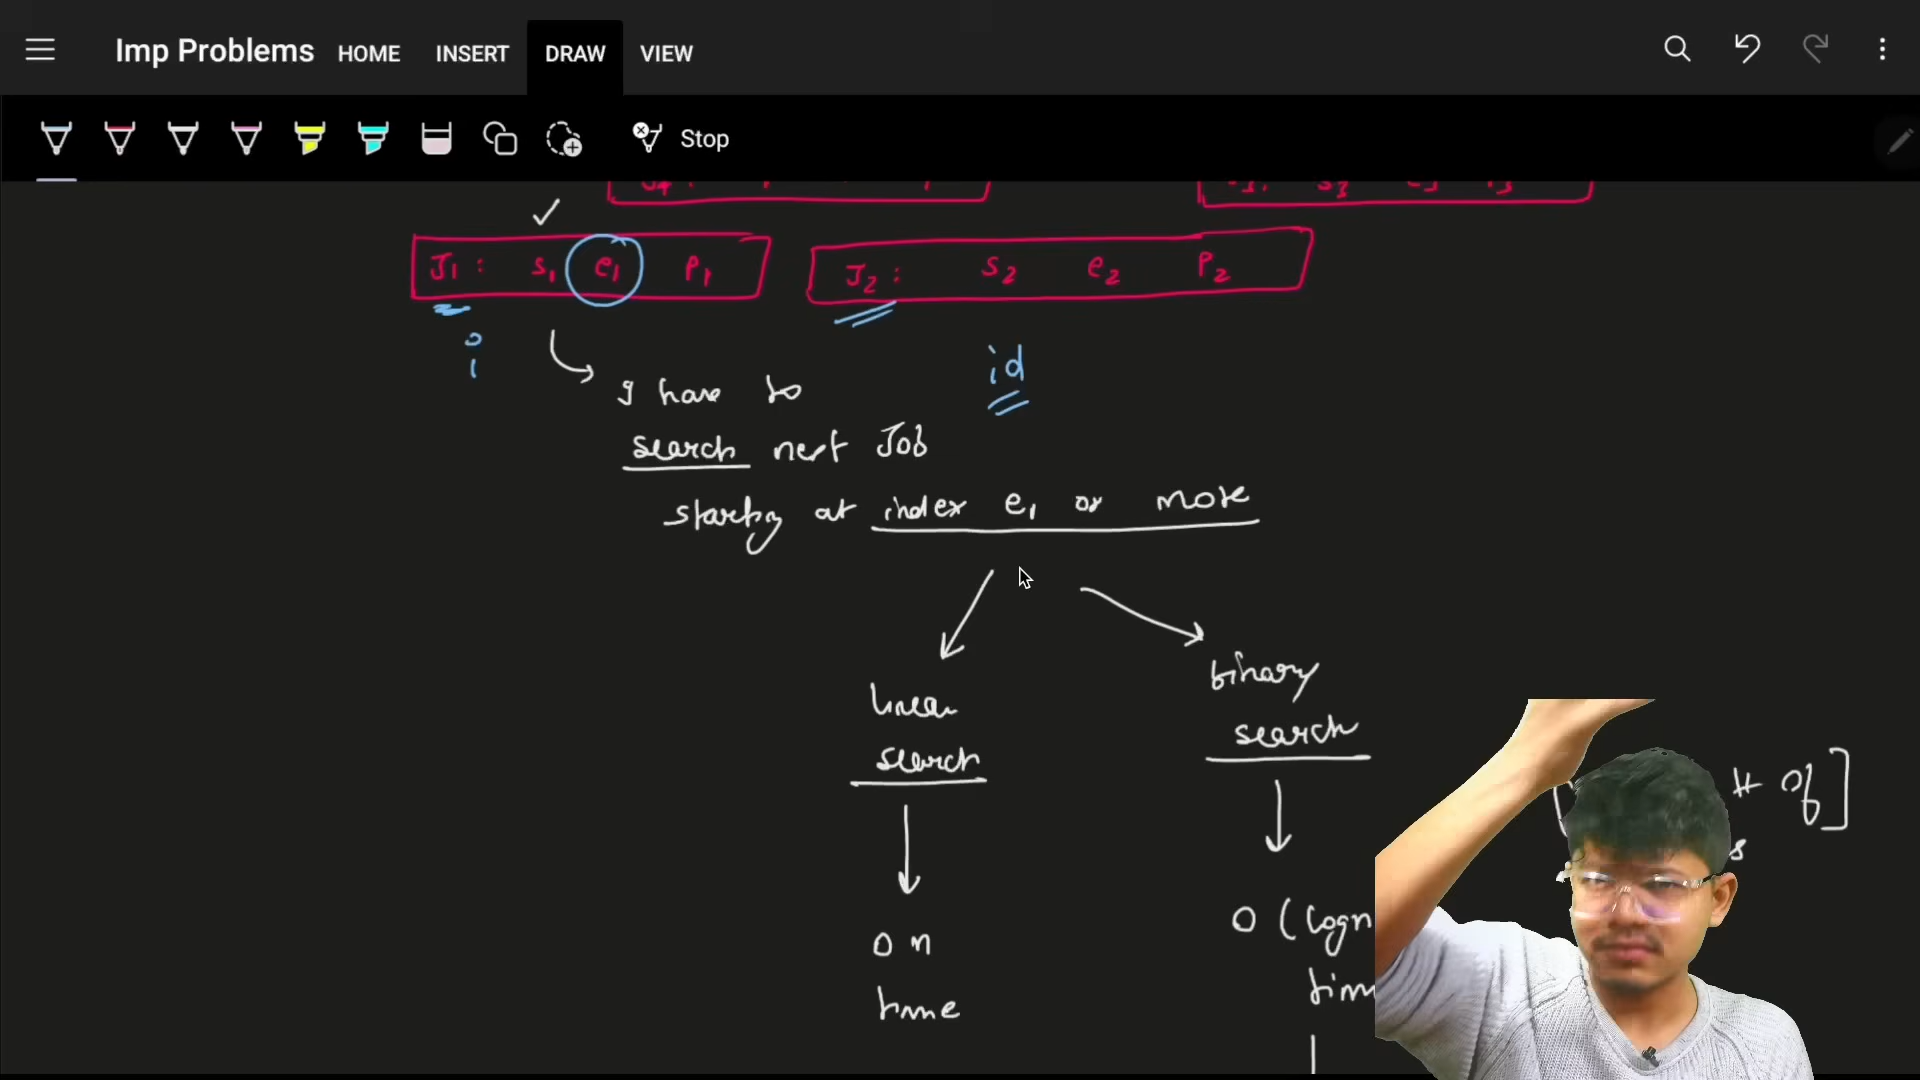 Imp Problems HOME INSERT DRAW VIEW
Stop
J1 : s1 e1 P1
J2 : s2 e2 P2
i
id
I have to
search next Job
starting at index e1 or more
linear
search
binary
search
# of]
s
O n
time
O (logn
tim